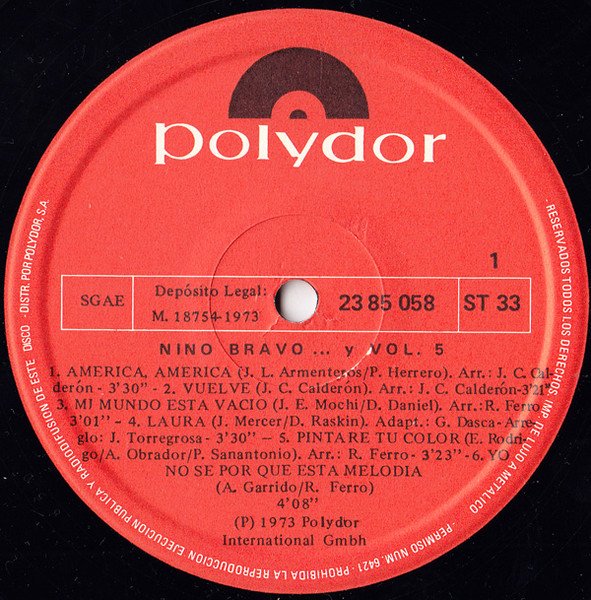 polydor
1
SGAE
Depósito Legal:
M. 18754-1973
23 85 058
ST 33
NINO BRAVO ... y VOL. 5
1. AMERICA, AMERICA (J. L. Armenteros/P. Herrero). Arr.: J. C. Cal-
derón - 3'30" - 2. VUELVE (J. C. Calderón). Arr.: J. C. Calderón-3'21"
3. MI MUNDO ESTA VACIO (J. E. Mochi/D. Daniel). Arr.: R. Ferro
3'01" - 4. LAURA (J. Mercer/D. Raskin). Adapt.: G. Dasca-Arre-
glo: J. Torregrosa - 3'30" - 5. PINTARE TU COLOR (E. Rodri-
go/A. Obrador/P. Sanantonio). Arr.: R. Ferro - 3'23"-6. YO
NO SE POR QUE ESTA MELODIA
(A. Garrido/R. Ferro)
4'08"
(P) 1973 Polydor
International Gmbh
RESERVADOS TODOS LOS DERECHOS. IMP. DE LUJO A METALICO
PERMISO NUM. 6421 - PROHIBIDA LA REPRODUCCION EJECUCION PUBLICA Y RADIODIFUSION DE ESTE DISCO - DISTR. POR POLYDOR, S.A.